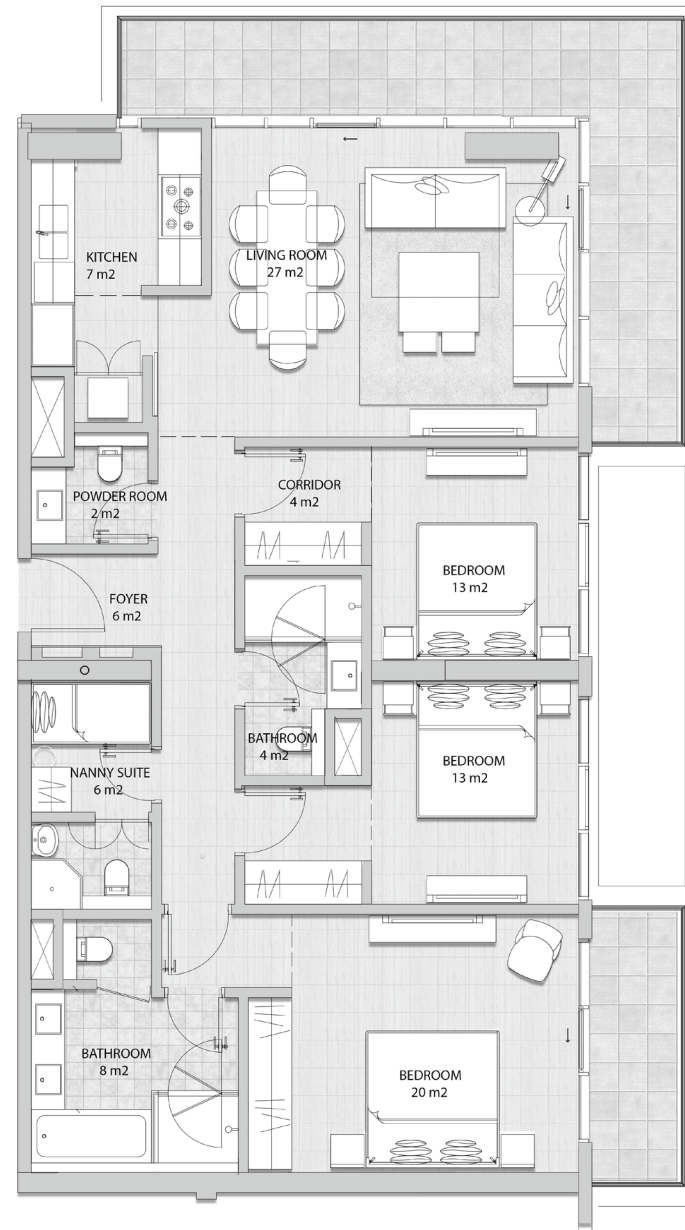 KITCHEN
7 m2
LIVING ROOM
27 m2
POWDER ROOM
2 m2
CORRIDOR
4 m2
BEDROOM
13 m2
FOYER
6 m2
BATHROOM
4 m2
BEDROOM
13 m2
NANNY SUITE
6 m2
BATHROOM
8 m2
BEDROOM
20 m2